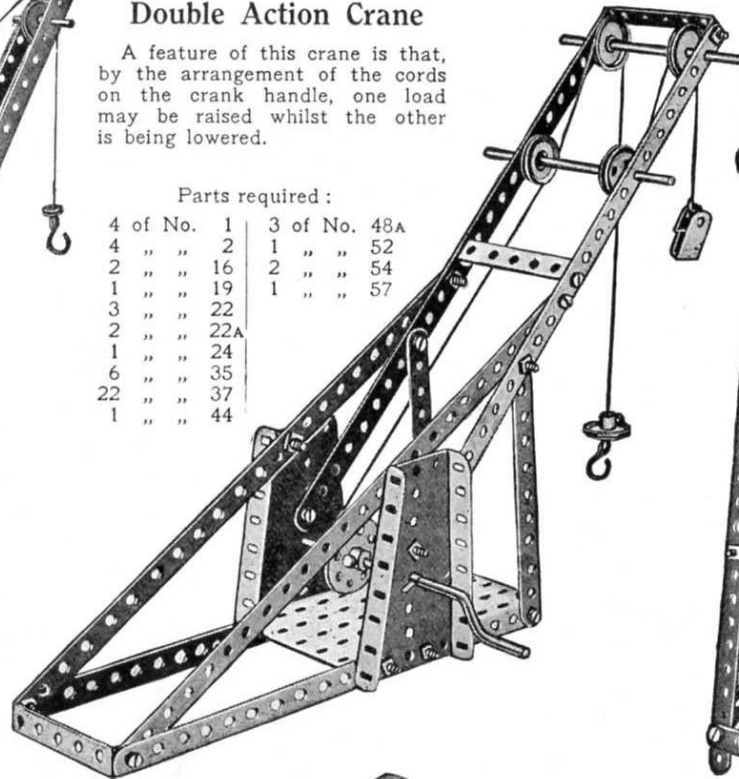 Double Action Crane
A feature of this crane is that,
by the arrangement of the cords
on the crank handle, one load
may be raised whilst the other
is being lowered.
Parts required :
4 of No. 1
4 „ „ 2
2 „ „ 16
1 „ „ 19
3 „ „ 22
2 „ „ 22A
1 „ „ 24
6 „ „ 35
22 „ „ 37
1 „ „ 44
3 of No. 48A
1 „ „ 52
2 „ „ 54
1 „ „ 57